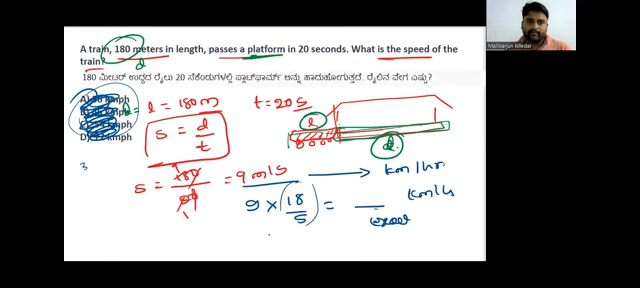 A train, 180 meters in length, passes a platform in 20 seconds. What is the speed of the
train?
180 ಮೀಟರ್ ಉದ್ದದ ರೈಲು 20 ಸೆಕೆಂಡುಗಳಲ್ಲಿ ಪ್ಲಾಟ್‌ಫಾರ್ಮ್ ಅನ್ನು ಹಾದುಹೋಗುತ್ತದೆ. ರೈಲಿನ ವೇಗ ಎಷ್ಟು?
d
l = 180m t = 20s
l
s = d/t
d
s = 180/20 = 9 m/s → km/hr
9 × (18/5) = __ km/h
Mallikarjun killedar